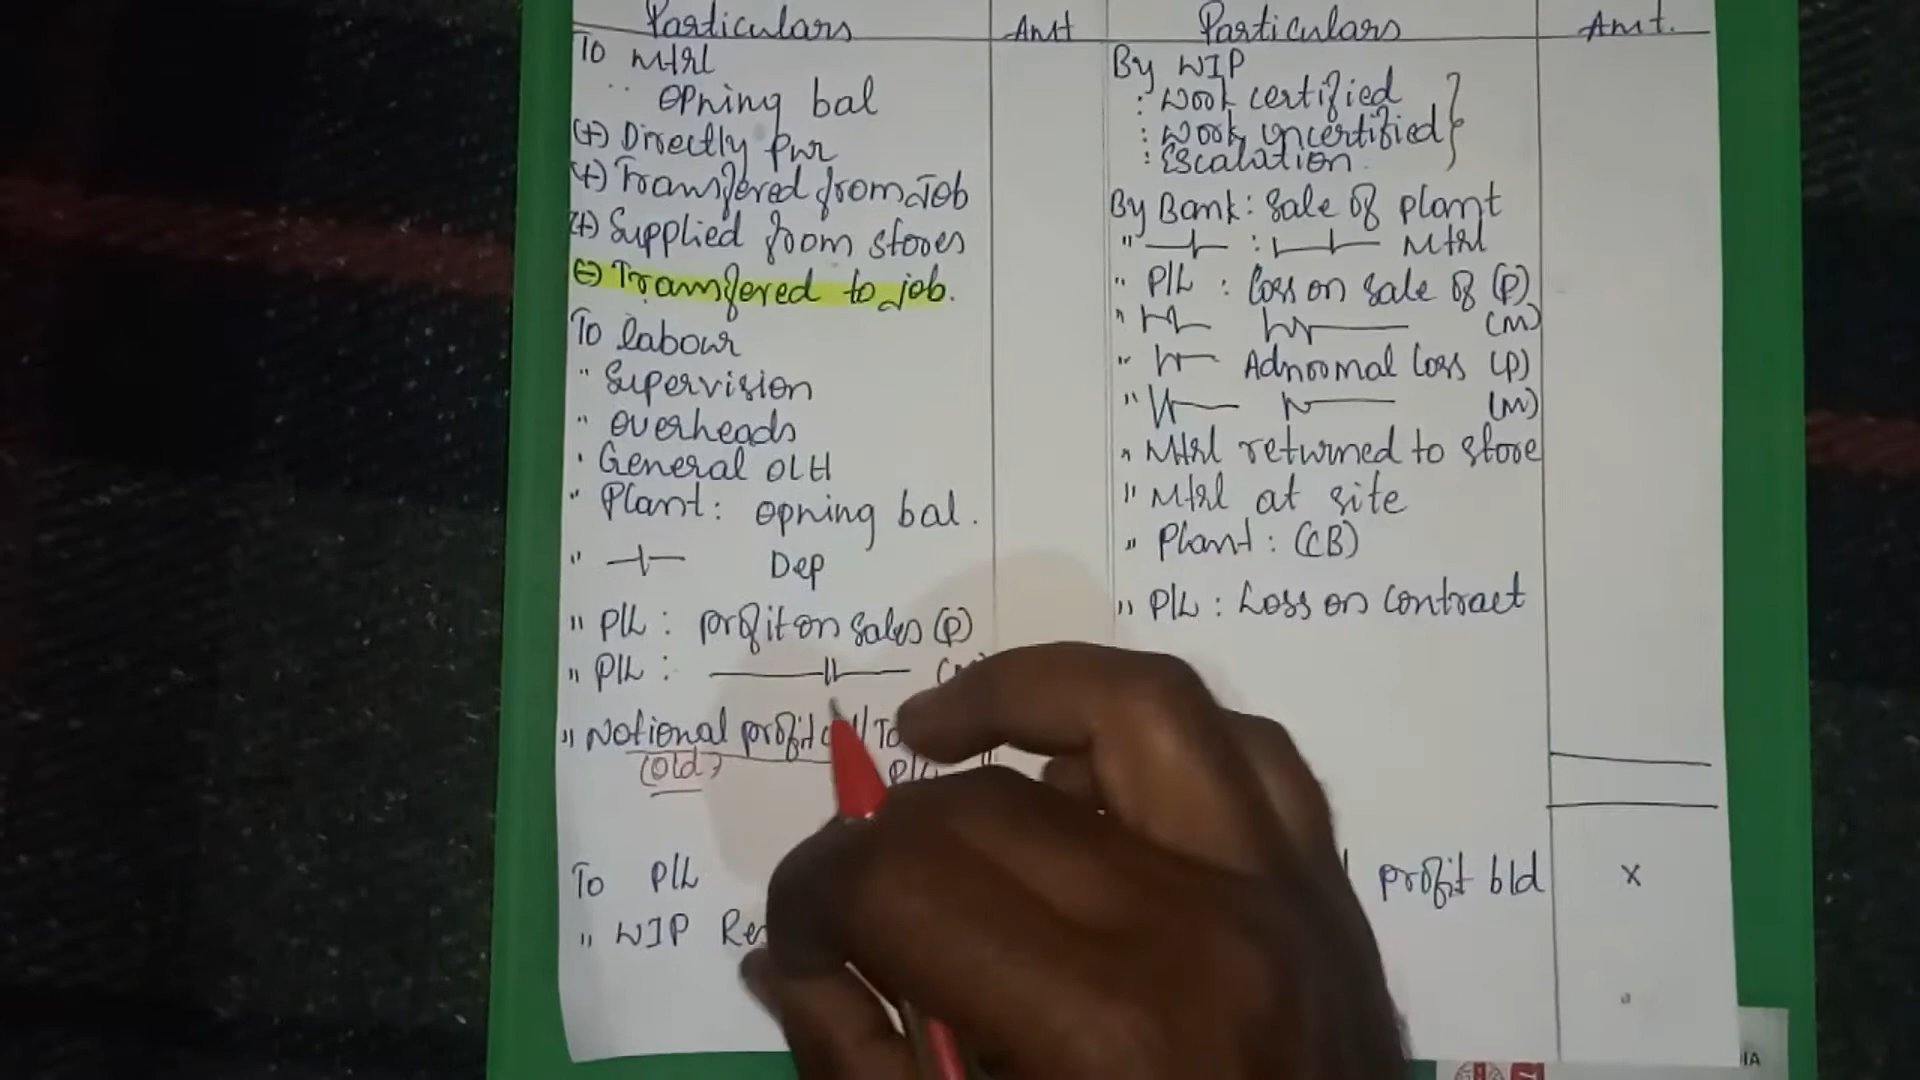 Particulars
Amt
Particulars
Amt.
To Mtrl
Opning bal
(+) Directly pur
(+) Transfered from Job
(+) Supplied from stores
(-) Transfered to job.
To labour
" Supervision
" Overheads
" General OLH
" Plant: Opning bal.
" Dep
" P/L: profit on sales (P)
" P/L:
" Notional profit
(Old)
To P/L
" WIP
By WIP
: Work certified
: Work uncertified
: Escalation.
By Bank: Sale of plant
" : Mtrl
" P/L : Loss on sale of (P)
" (M)
" Adnormal loss (P)
" (M)
" Mtrl returned to store
" Mtrl at site
" Plant: (CB)
" P/L: Loss on contract
profit b/d
x